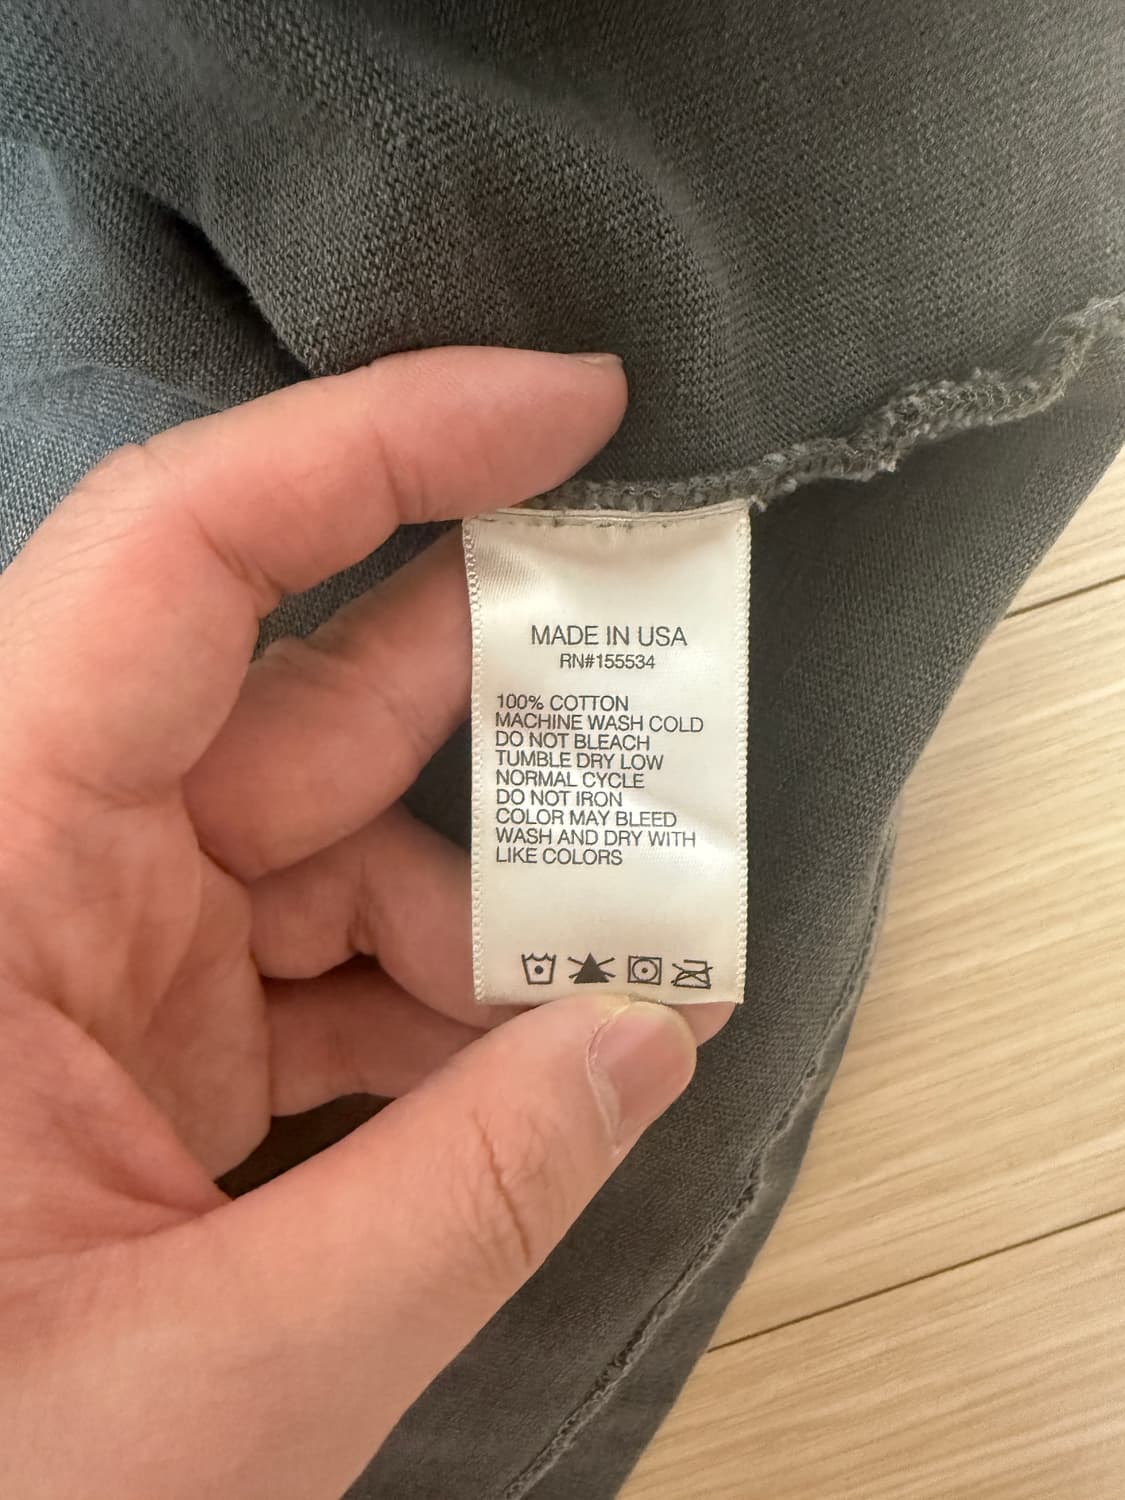 MADE IN USA
RN#155534
100% COTTON
MACHINE WASH COLD
DO NOT BLEACH
TUMBLE DRY LOW
NORMAL CYCLE
DO NOT IRON
COLOR MAY BLEED
WASH AND DRY WITH
LIKE COLORS